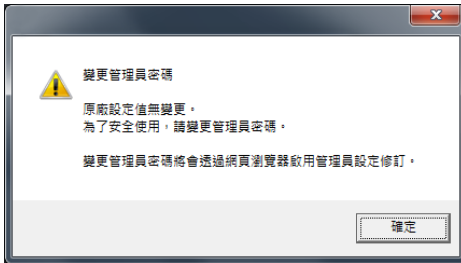 變更管理員密碼
原廠設定值無變更。
為了安全使用，請變更管理員密碼。
變更管理員密碼將會透過網頁瀏覽器啟用管理員設定修訂。
確定